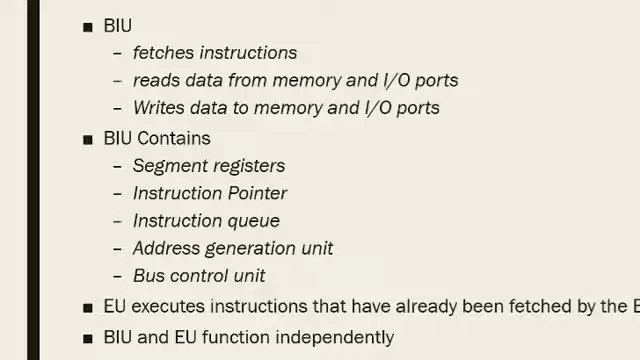 ■ BIU
– fetches instructions
– reads data from memory and I/O ports
– Writes data to memory and I/O ports
■ BIU Contains
– Segment registers
– Instruction Pointer
– Instruction queue
– Address generation unit
– Bus control unit
■ EU executes instructions that have already been fetched by the
■ BIU and EU function independently